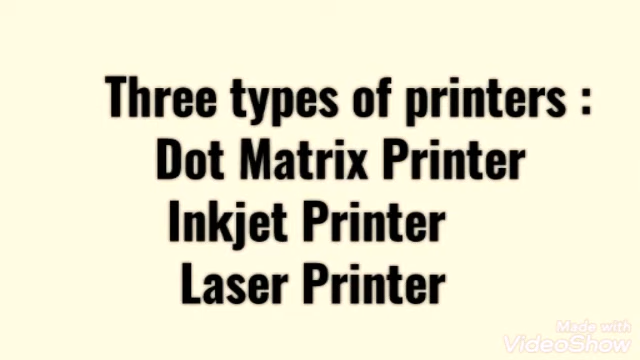 Three types of printers :
Dot Matrix Printer
Inkjet Printer
Laser Printer
Made with
VideoShow